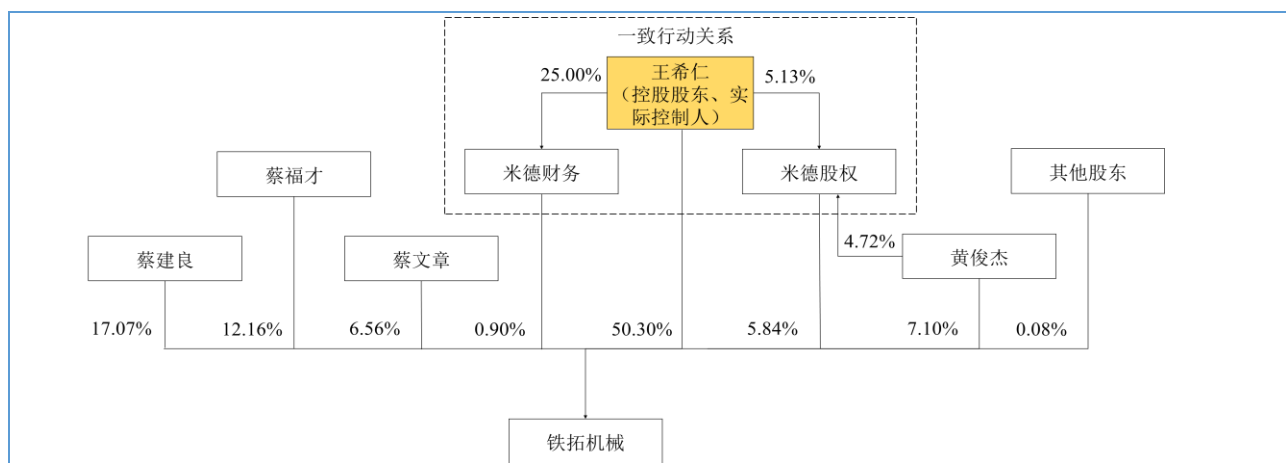 一致行动关系
25.00%
王希仁
（控股股东、实
际控制人）
5.13%
米德财务
米德股权
其他股东
蔡福才
4.72%
蔡建良
蔡文章
黄俊杰
17.07%
12.16%
6.56%
0.90%
50.30%
5.84%
7.10%
0.08%
铁拓机械